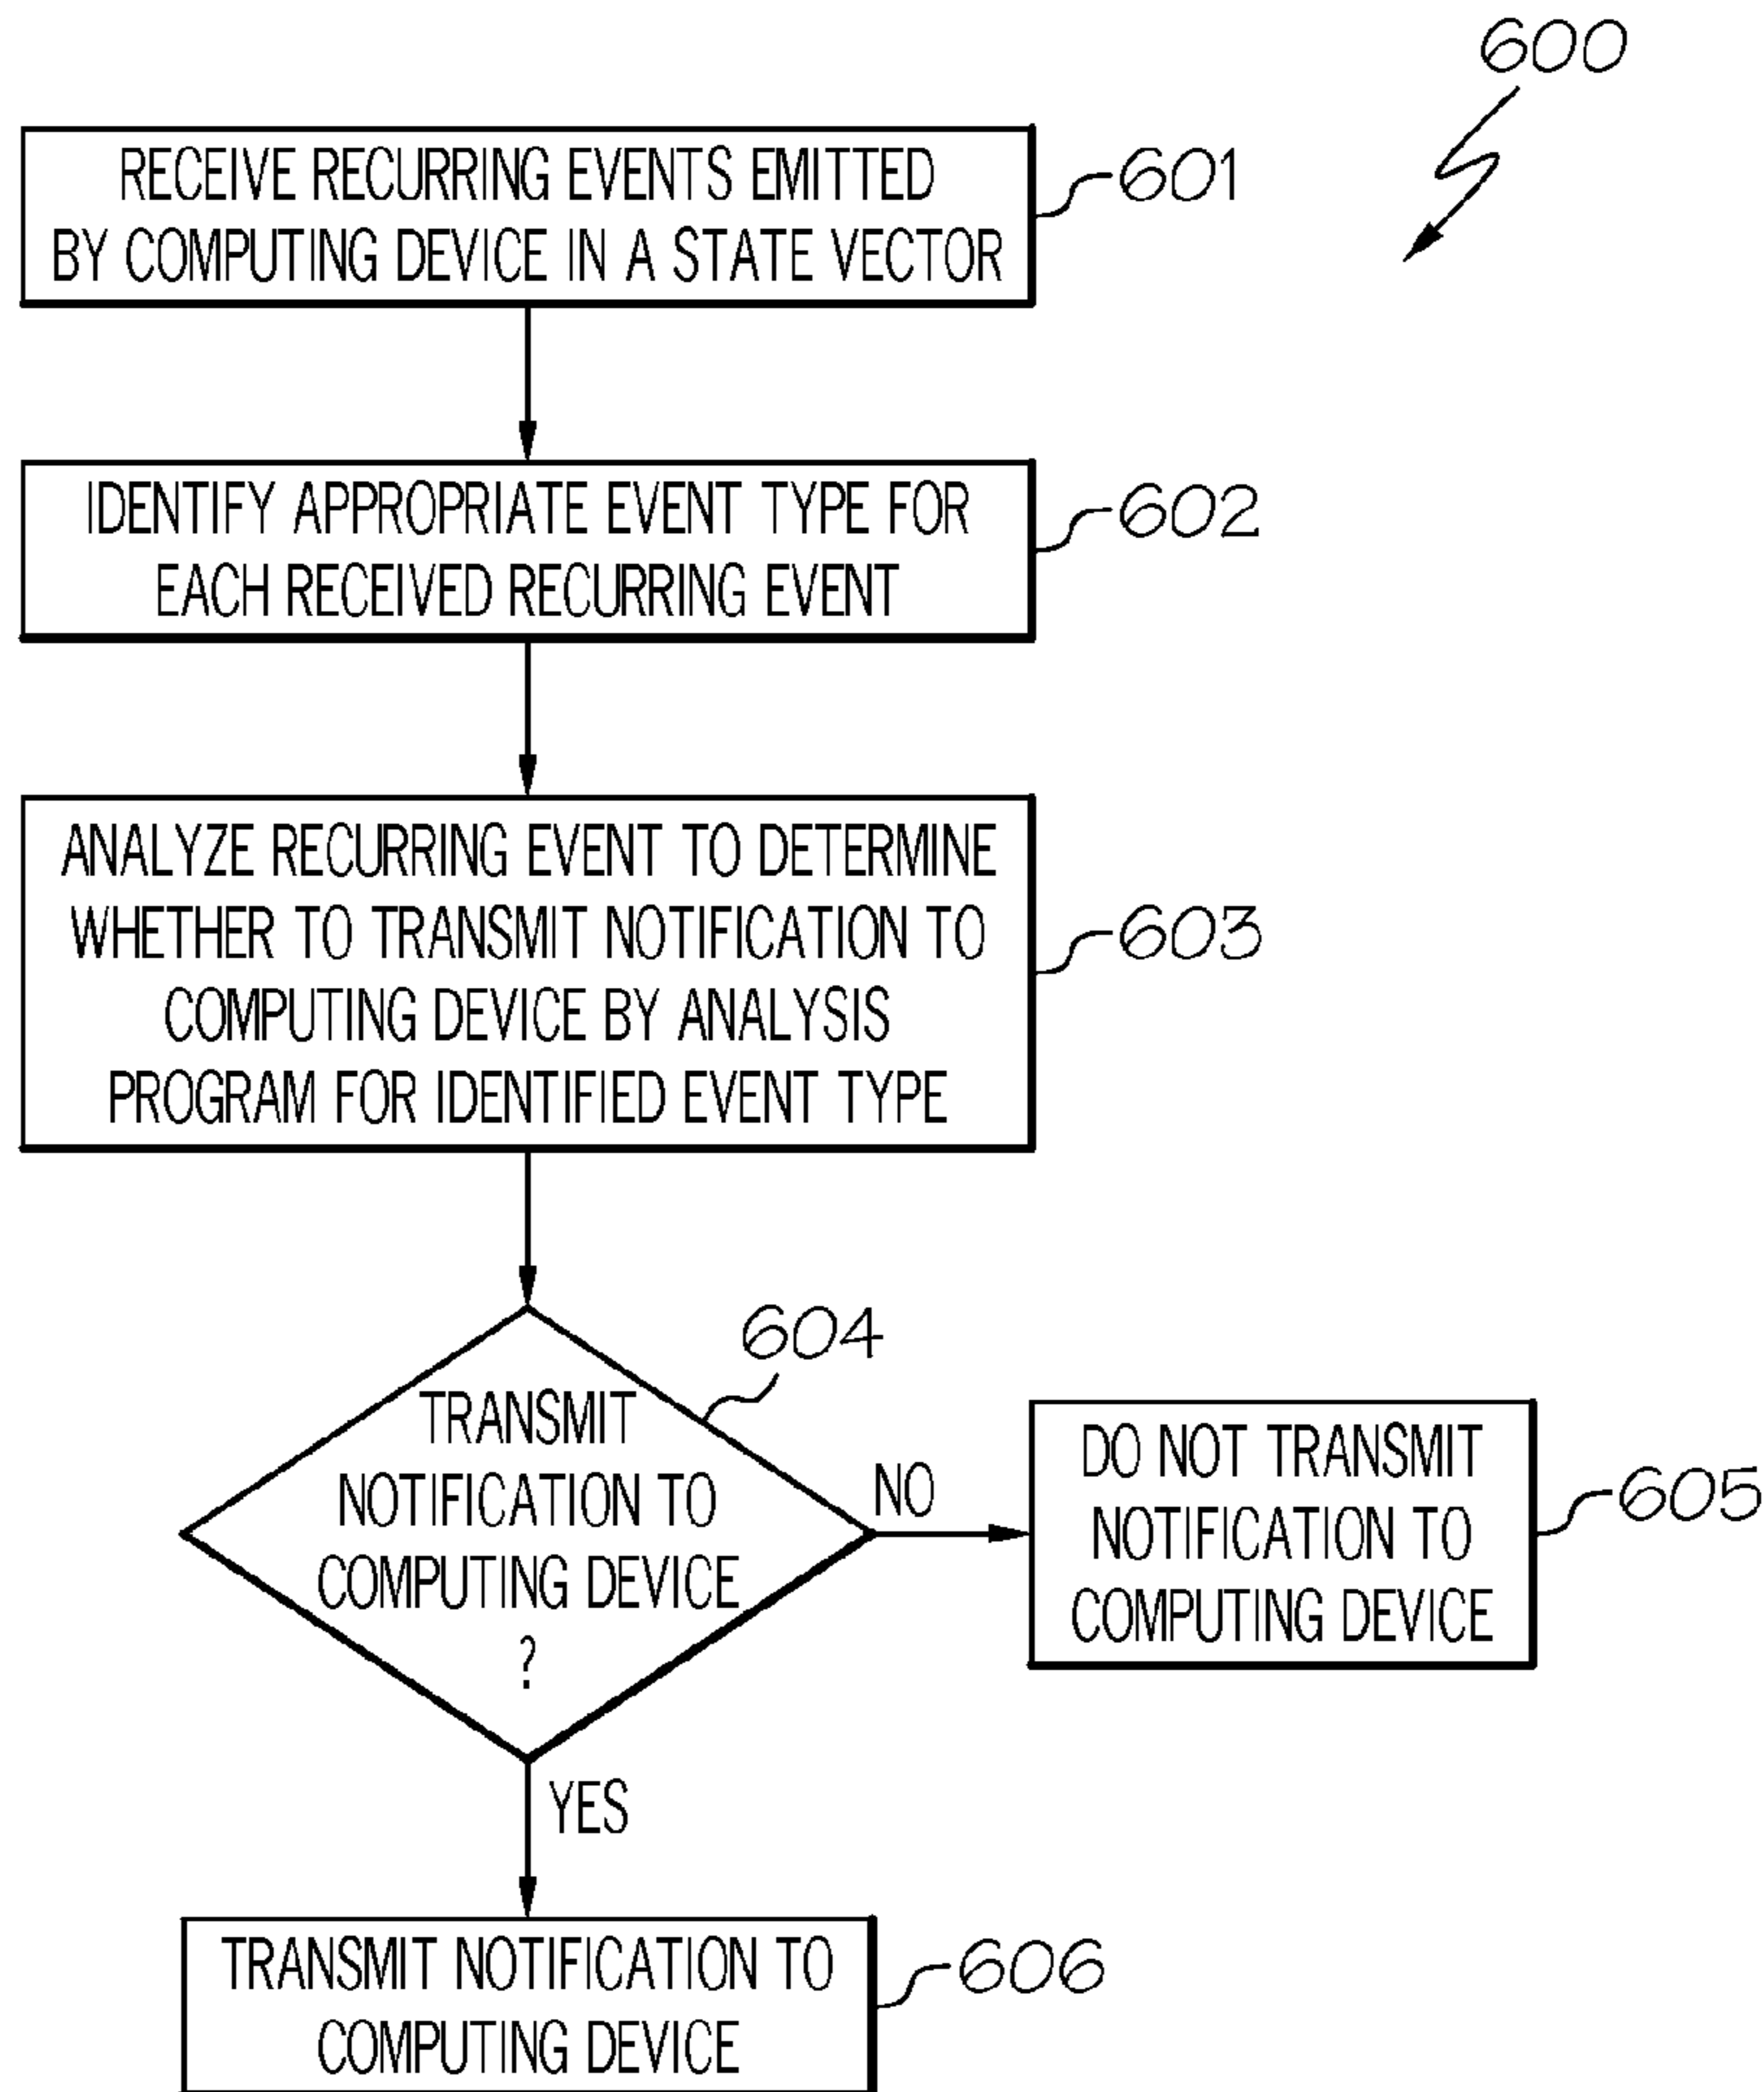 600
RECEIVE RECURRING EVENTS EMITTED
BY COMPUTING DEVICE IN A STATE VECTOR
601
IDENTIFY APPROPRIATE EVENT TYPE FOR
EACH RECEIVED RECURRING EVENT
602
ANALYZE RECURRING EVENT TO DETERMINE
WHETHER TO TRANSMIT NOTIFICATION TO
COMPUTING DEVICE BY ANALYSIS
PROGRAM FOR IDENTIFIED EVENT TYPE
603
604
TRANSMIT
NOTIFICATION TO
COMPUTING DEVICE
?
NO
DO NOT TRANSMIT
NOTIFICATION TO
COMPUTING DEVICE
605
YES
TRANSMIT NOTIFICATION TO
COMPUTING DEVICE
606